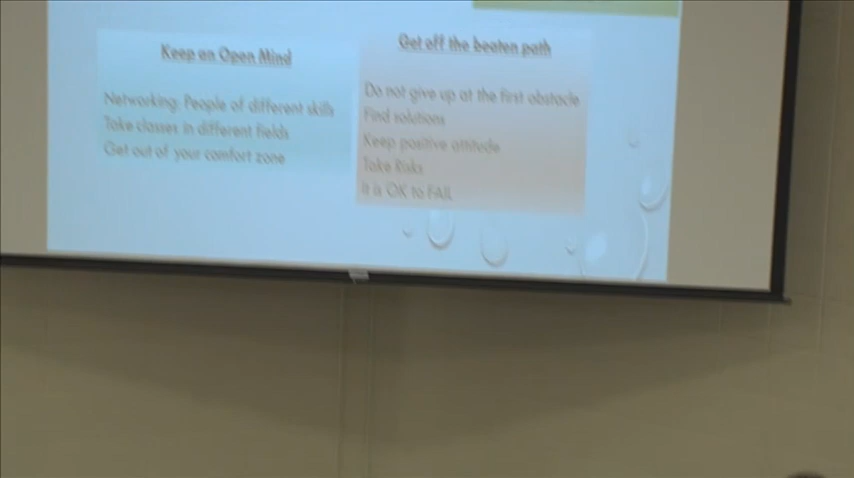 Keep an Open Mind
Networking: People of different skills
Take classes in different fields
Get out of your comfort zone
Get off the beaten path
Do not give up at the first obstacle
Find solutions
Keep positive attitude
Take Risks
It is OK to FAIL